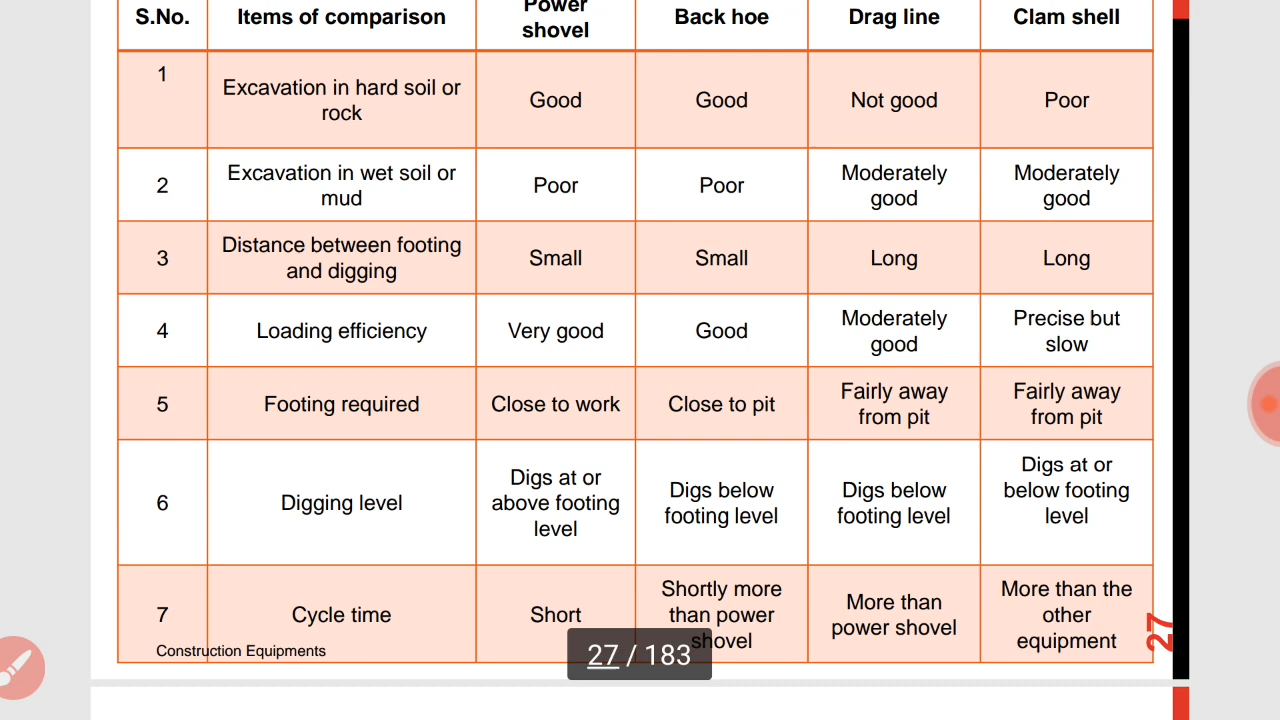 S.No.
Items of comparison
Power
shovel
Back hoe
Drag line
Clam shell
1
Excavation in hard soil or
rock
Good
Good
Not good
Poor
2
Excavation in wet soil or
mud
Poor
Poor
Moderately
good
Moderately
good
3
Distance between footing
and digging
Small
Small
Long
Long
4
Loading efficiency
Very good
Good
Moderately
good
Precise but
slow
5
Footing required
Close to work
Close to pit
Fairly away
from pit
Fairly away
from pit
6
Digging level
Digs at or
above footing
level
Digs below
footing level
Digs below
footing level
Digs at or
below footing
level
7
Cycle time
Short
Shortly more
than power
shovel
More than
power shovel
More than the
other
equipment
Construction Equipments
27
27 / 183